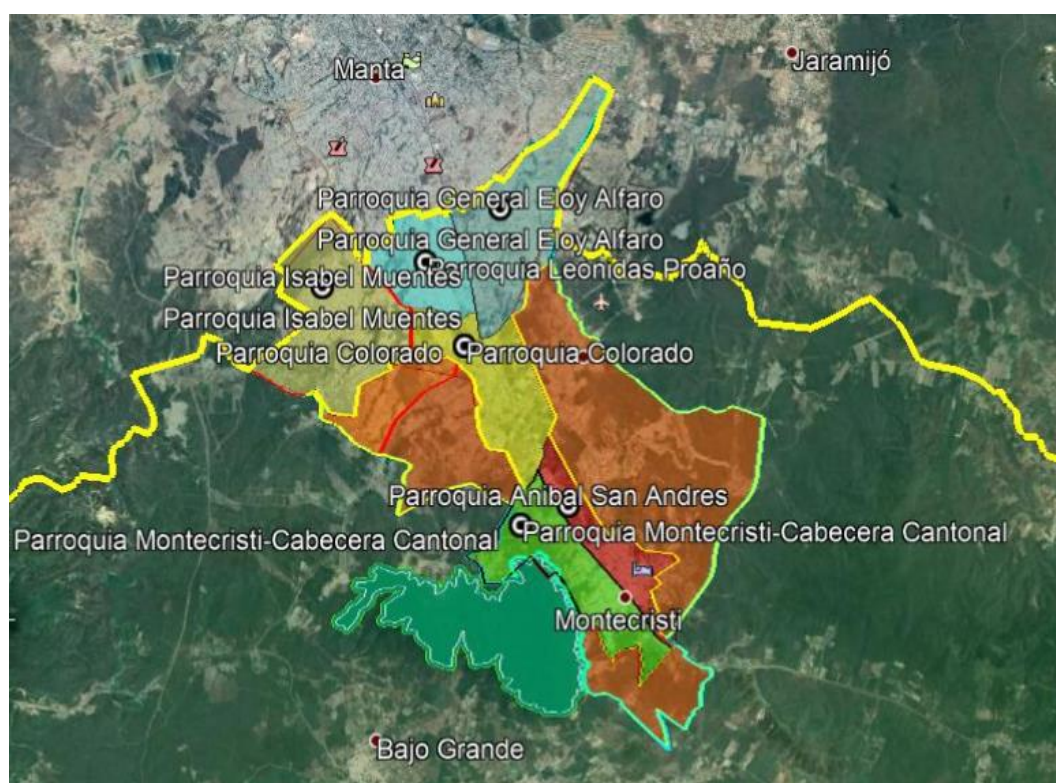 Manta
Jaramijó
Parroquia General Eloy Alfaro
Parroquia General Eloy Alfaro
Parroquia Leonidas Proaño
Parroquia Isabel Muentes
Parroquia Isabel Muentes
Parroquia Colorado
Parroquia Colorado
Parroquia Anibal San Andres
Parroquia Montecristi-Cabecera Cantonal
Parroquia Montecristi-Cabecera Cantonal
Montecristi
Bajo Grande